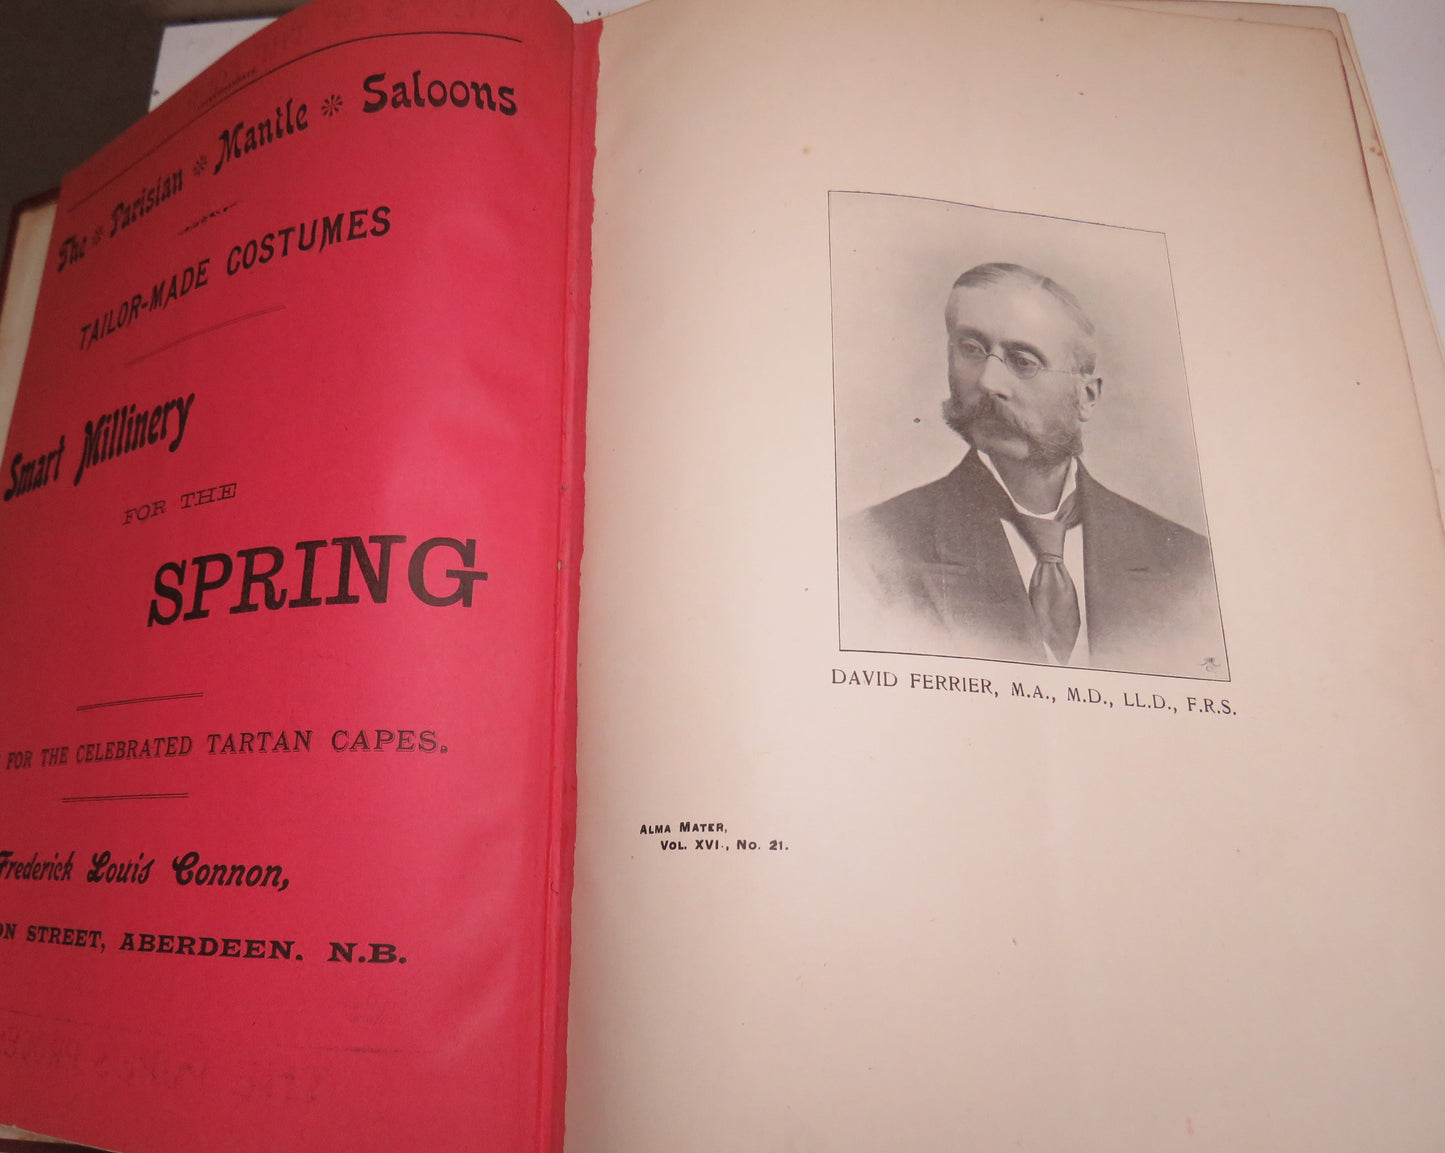 The * Parisian * Mantle * Saloons
TAILOR-MADE COSTUMES
Smart Millinery
FOR THE
SPRING
FOR THE CELEBRATED TARTAN CAPES.
Frederick Louis Connon,
STREET, ABERDEEN. N.B.
DAVID FERRIER, M.A., M.D., LL.D., F.R.S.
ALMA MATER,
VOL. XVI., No. 21.